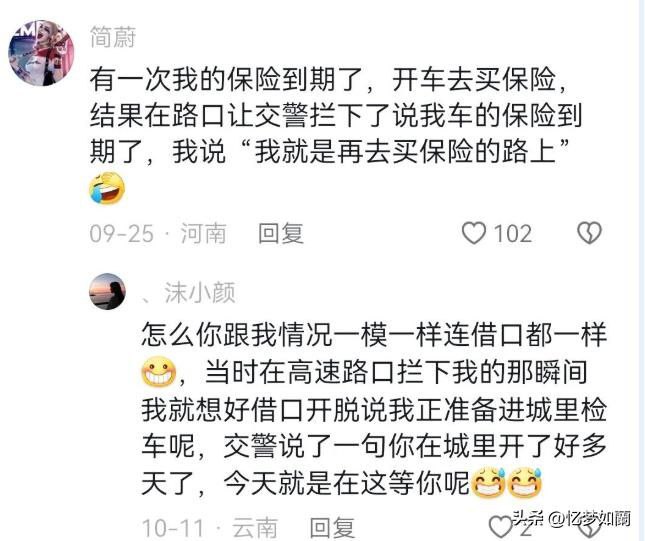 简蔚
有一次我的保险到期了，开车去买保险，
结果在路口让交警拦下了说我车的保险到
期了，我说“我就是再去买保险的路上”
09-25 · 河南 回复 102
、沫小颜
怎么你跟我情况一模一样连借口都一样
，当时在高速路口拦下我的那瞬间
我就想好借口开脱说我正准备进城里检
车呢，交警说了一句你在城里开了好多
天了，今天就是在这等你呢
10-11 · 云南 回复 2
头条 @忆梦如蘭